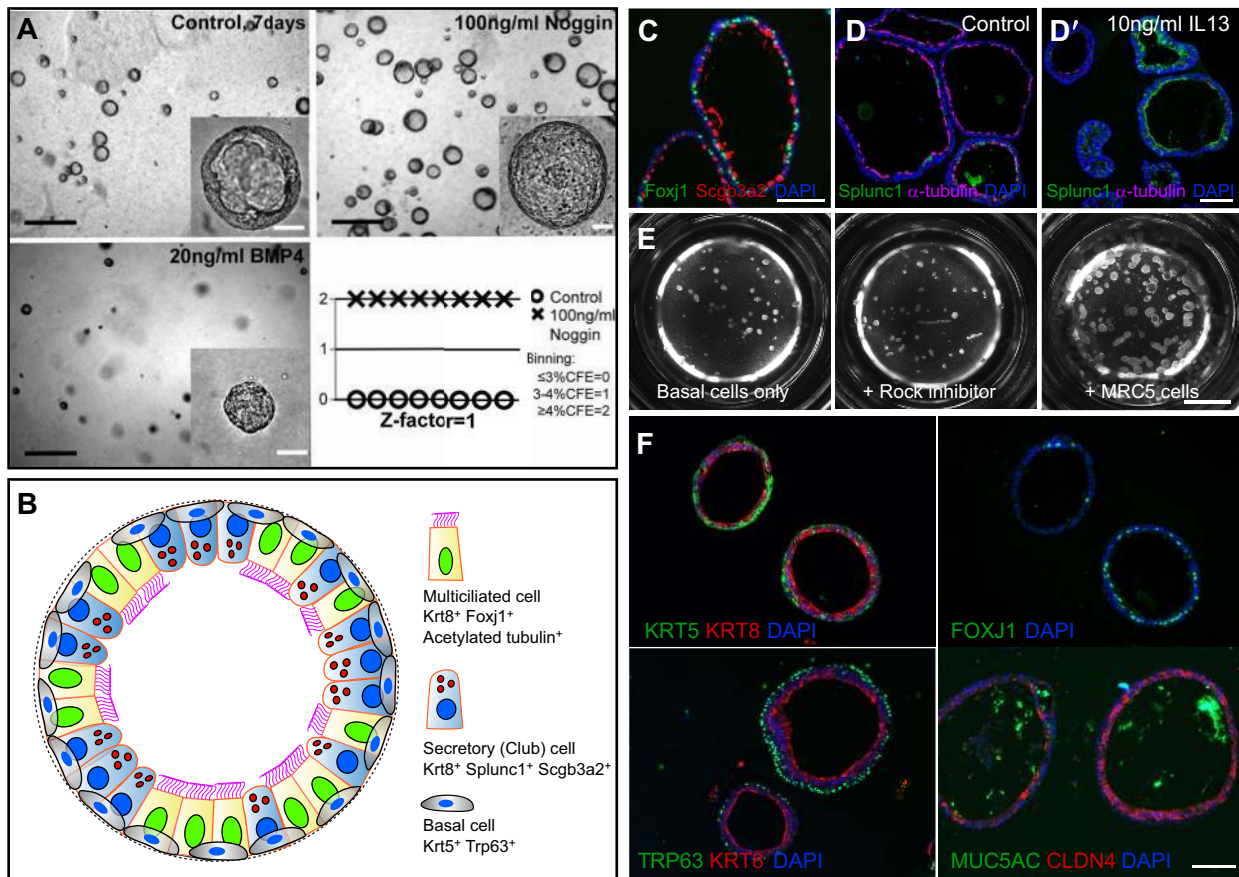 A
Control, 7days
100ng/ml Noggin
20ng/ml BMP4
2
1
0
Control
100ng/ml
Noggin
Binning:
≤3%CFE=0
3-4%CFE=1
≥4%CFE=2
Z-factor=1
B
Multiciliated cell
Krt8⁺ Foxj1⁺
Acetylated tubulin⁺
Secretory (Club) cell
Krt8⁺ Splunc1⁺ Scgb3a2⁺
Basal cell
Krt5⁺ Trp63⁺
C
Foxj1 Scgb3a2 DAPI
D
Control
Splunc1 α-tubulin DAPI
D′
10ng/ml IL13
Splunc1 α-tubulin DAPI
E
Basal cells only
+ Rock inhibitor
+ MRC5 cells
F
KRT5 KRT8 DAPI
FOXJ1 DAPI
TRP63 KRT8 DAPI
MUC5AC CLDN4 DAPI